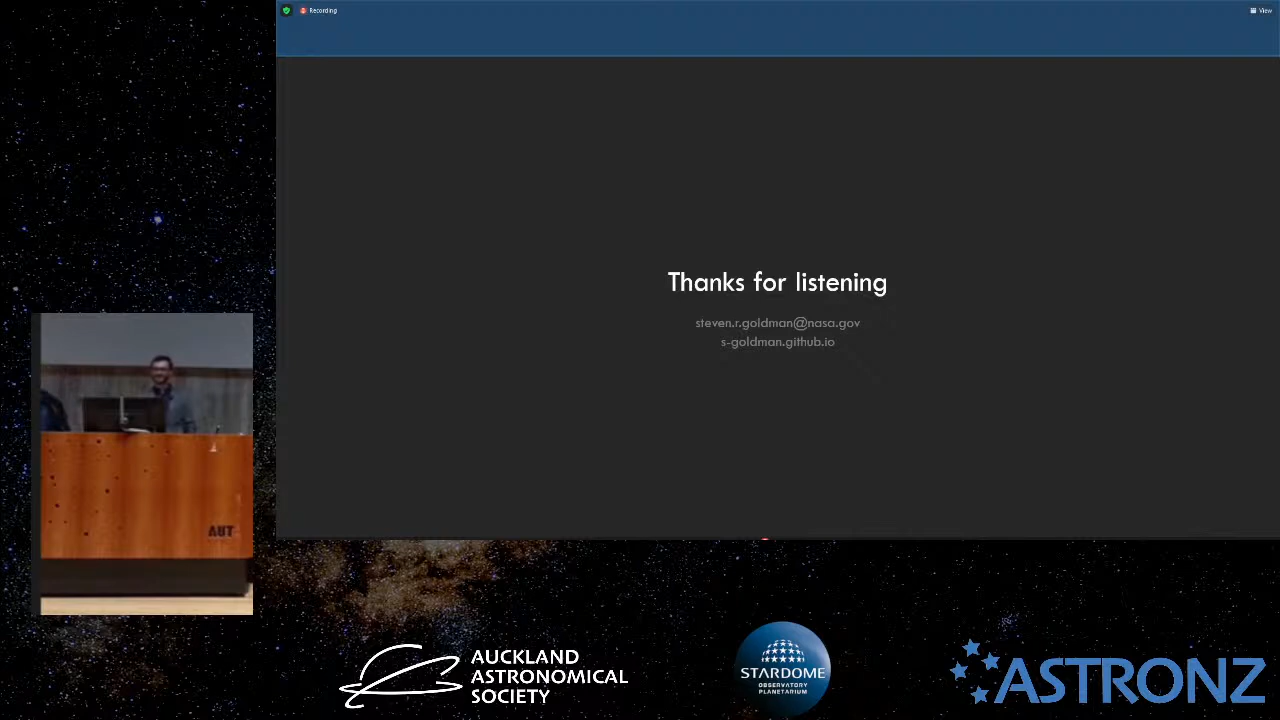 Recording
View
Thanks for listening
steven.r.goldman@nasa.gov
s-goldman.github.io
AUT
AUCKLAND
ASTRONOMICAL
SOCIETY
STARDOME
OBSERVATORY
PLANETARIUM
ASTRONZ